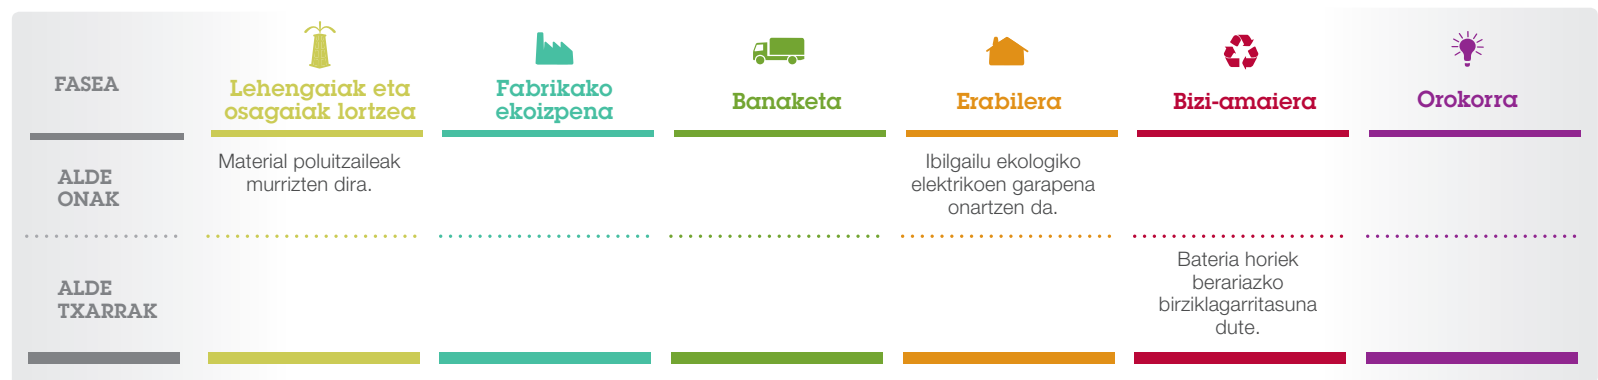 FASEA
Lehengaiak eta
osagaiak lortzea
Fabrikako
ekoizpena
Banaketa
Erabilera
Bizi-amaiera
Orokorra
ALDE
ONAK
Material poluitzaileak
murrizten dira.
Ibilgailu ekologiko
elektrikoen garapena
onartzen da.
ALDE
TXARRAK
Bateria horiek
berariazko
birziklagarritasuna
dute.